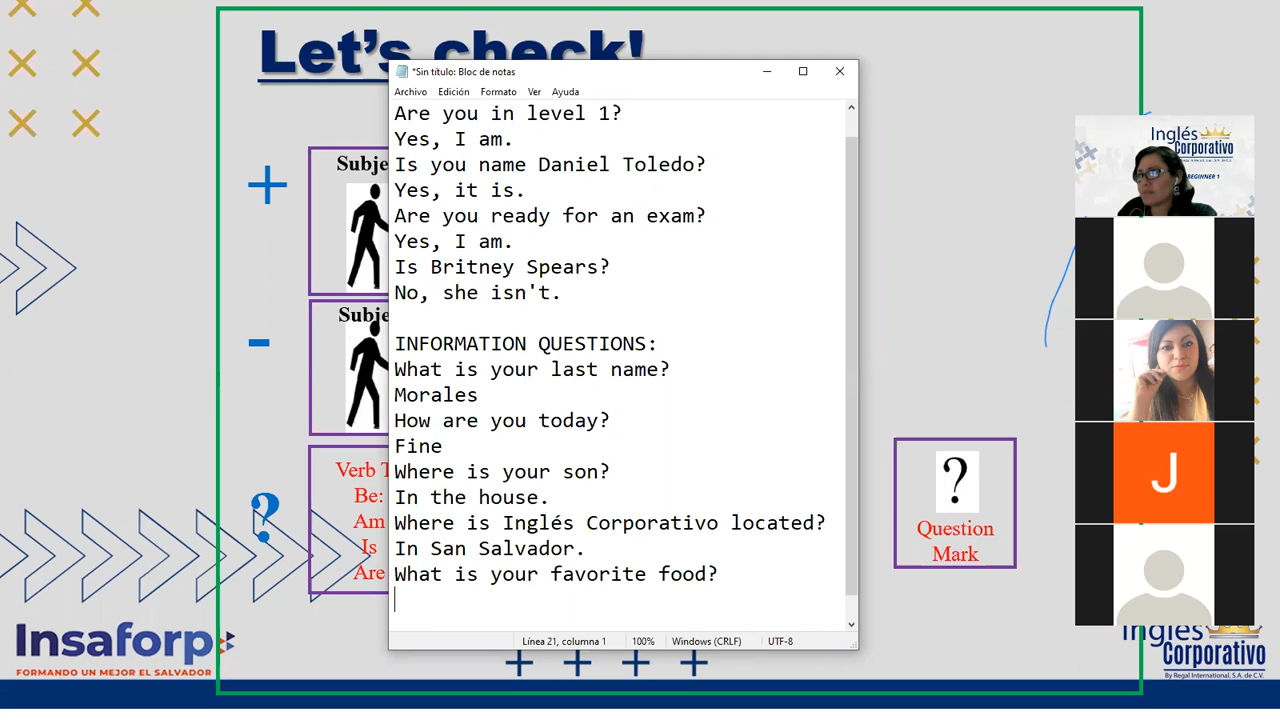 Let's check!
*Sin título: Bloc de notas
Archivo Edición Formato Ver Ayuda
Are you in level 1?
Yes, I am.
Is you name Daniel Toledo?
Yes, it is.
Are you ready for an exam?
Yes, I am.
Is Britney Spears?
No, she isn't.
INFORMATION QUESTIONS:
What is your last name?
Morales
How are you today?
Fine
Where is your son?
In the house.
Where is Inglés Corporativo located?
In San Salvador.
What is your favorite food?
Línea 21, columna 1 100% Windows (CRLF) UTF-8
+
Subje
-
Subje
?
Verb T
Be:
Am
Is
Are
?
Question
Mark
Inglés
Corporativo
BEGINNER 1
J
Insaforp
FORMANDO UN MEJOR EL SALVADOR
Inglés
Corporativo
By Regal International, S.A. de C.V.